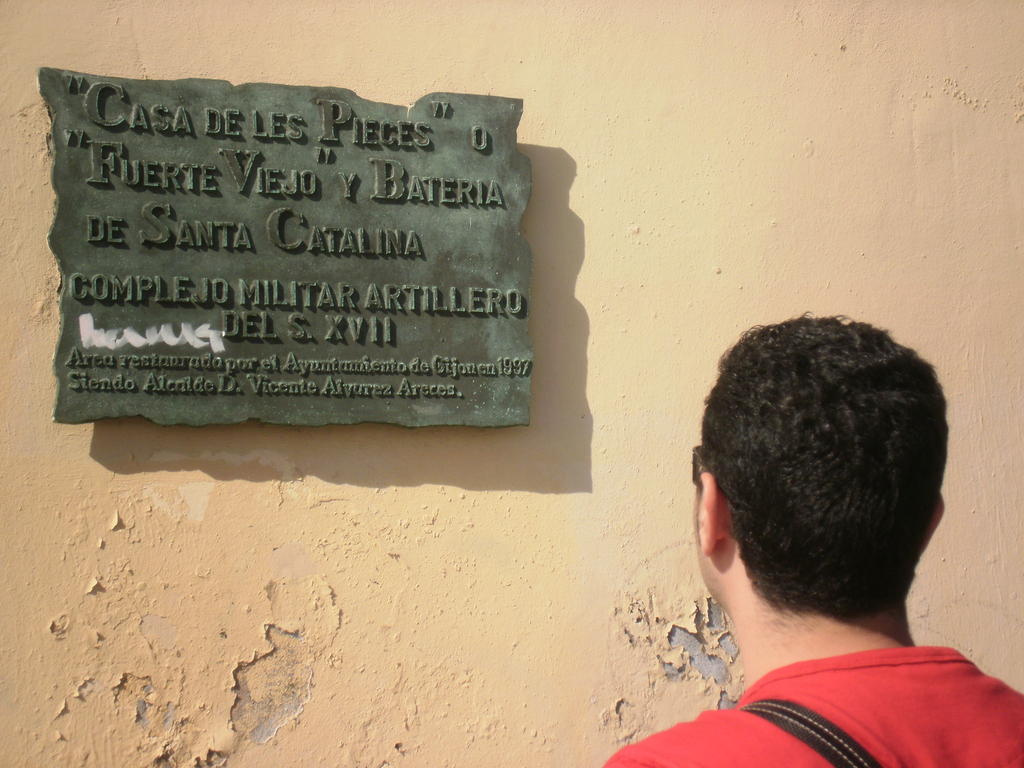 "CASA DE LES PIECES" O
"FUERTE VIEJO" Y BATERIA
DE SANTA CATALINA
COMPLEJO MILITAR ARTILLERO
DEL S. XVII
Area restaurada por el Ayuntamiento de Gijon en 1997
Siendo Alcalde D. Vicente Alvarez Areces.